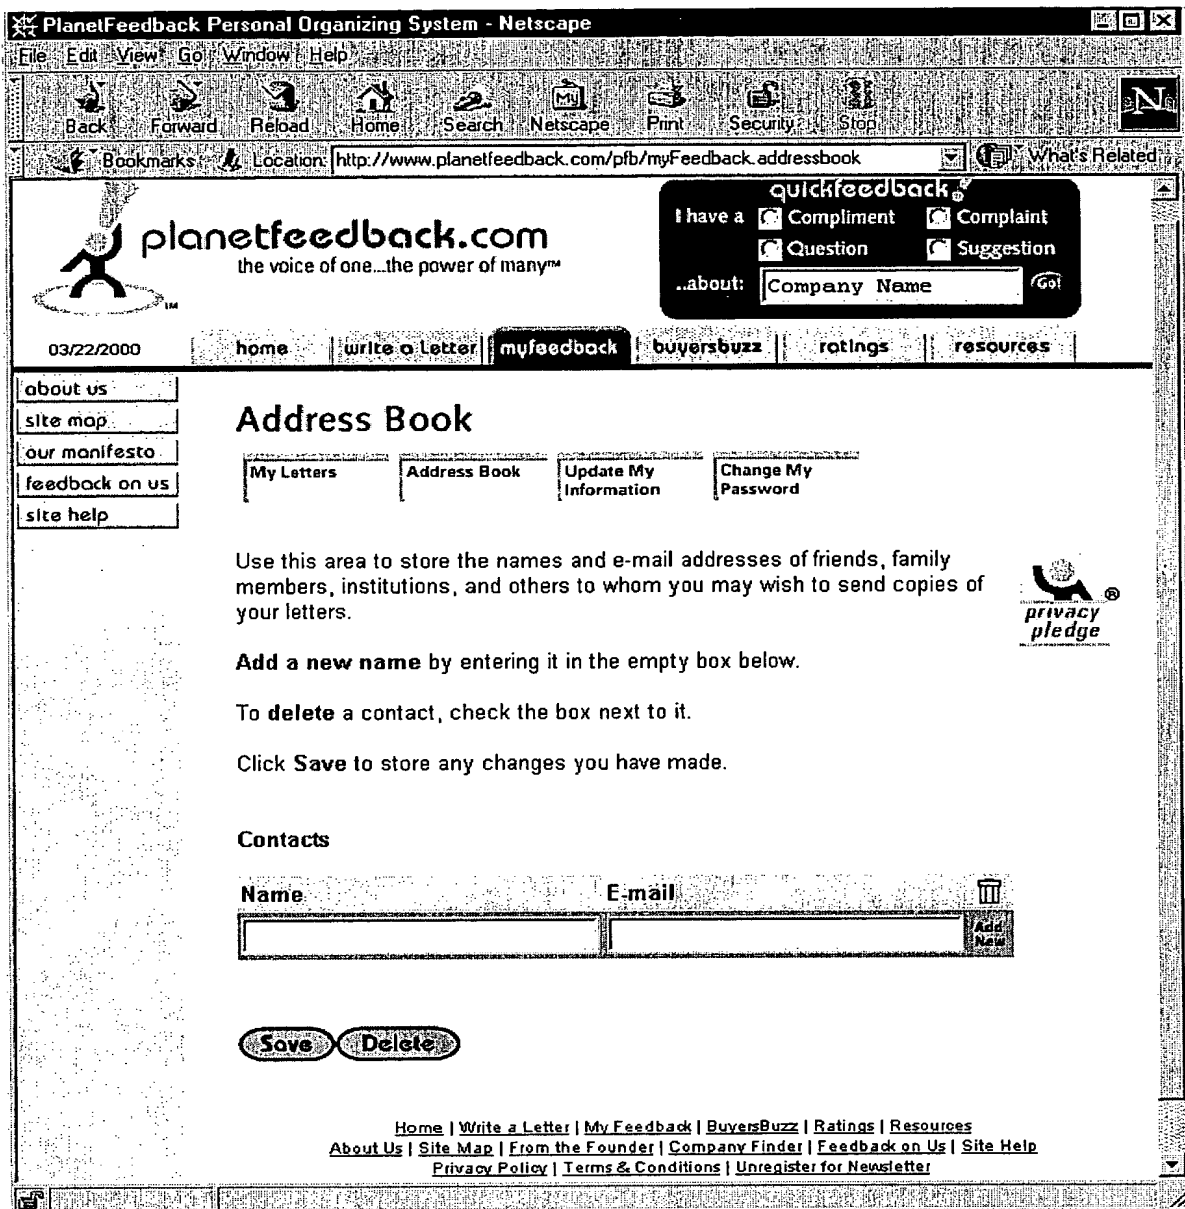 PlanetFeedback Personal Organizing System - Netscape
File Edit View Go Window Help
Back Forward Reload Home Search Netscape Print Security Stop
My
N
Bookmarks Location: http://www.planetfeedback.com/pfb/myFeedback.addressbook What's Related
planetfeedback.com
the voice of one...the power of many™
TM
quickfeedback
I have a Compliment Complaint
Question Suggestion
..about: Company Name Go!
03/22/2000 home write a letter myfeedback buyersbuzz ratings resources
about us
site map
our manifesto
feedback on us
site help
Address Book
My Letters Address Book Update My Information Change My Password
Use this area to store the names and e-mail addresses of friends, family
members, institutions, and others to whom you may wish to send copies of
your letters.
®
privacy
pledge
Add a new name by entering it in the empty box below.
To delete a contact, check the box next to it.
Click Save to store any changes you have made.
Contacts
Name E-mail
Add
New
Save Delete
Home | Write a Letter | My Feedback | BuyersBuzz | Ratings | Resources
About Us | Site Map | From the Founder | Company Finder | Feedback on Us | Site Help
Privacy Policy | Terms & Conditions | Unregister for Newsletter